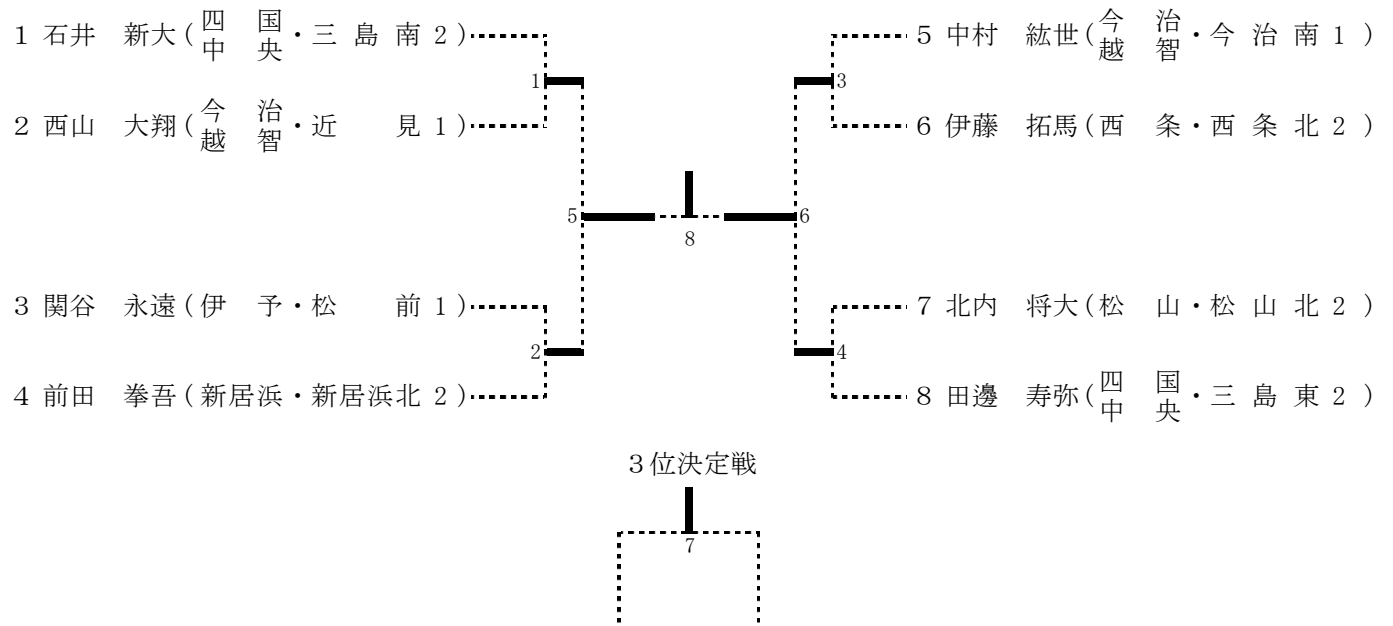 1 石井 新大(四国中央・三島南2)
2 西山 大翔(今治越智・近見1)
3 関谷 永遠(伊予・松前1)
4 前田 拳吾(新居浜・新居浜北2)
5 中村 紘世(今治越智・今治南1)
6 伊藤 拓馬(西条・西条北2)
7 北内 将大(松山・松山北2)
8 田邊 寿弥(四国中央・三島東2)
1
2
5
8
6
3
4
3位決定戦
7